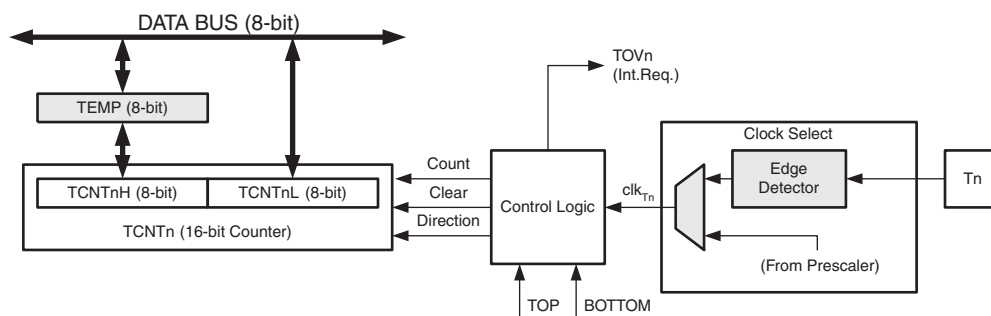 DATA BUS (8-bit)
TOVn
(Int.Req.)
TEMP (8-bit)
Clock Select
Count
Edge
Detector
Tn
TCNTnH (8-bit)
TCNTnL (8-bit)
Clear
Control Logic
clkTn
TCNTn (16-bit Counter)
Direction
(From Prescaler)
TOP
BOTTOM